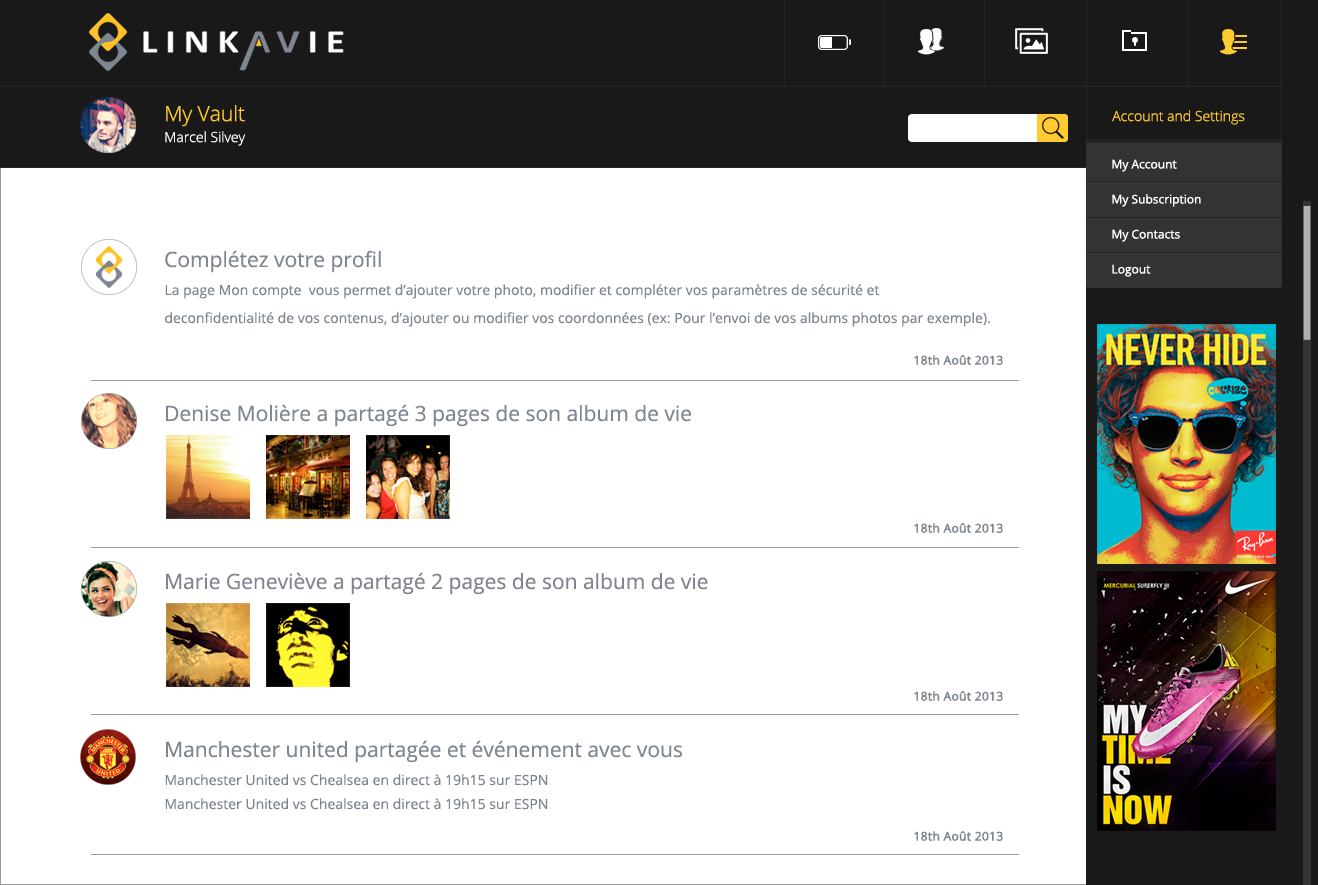 LINKAVIE
My Vault
Marcel Silvey
Account and Settings
My Account
My Subscription
My Contacts
Logout
Complétez votre profil
La page Mon compte  vous permet d’ajouter votre photo, modifier et compléter vos paramètres de sécurité et
deconfidentialité de vos contenus, d’ajouter ou modifier vos coordonnées (ex: Pour l’envoi de vos albums photos par exemple).
18th Août 2013
Denise Molière a partagé 3 pages de son album de vie
CAFÉ
18th Août 2013
Marie Geneviève a partagé 2 pages de son album de vie
18th Août 2013
MANCHESTER
UNITED
Manchester united partagée et événement avec vous
Manchester United vs Chealsea en direct à 19h15 sur ESPN
Manchester United vs Chealsea en direct à 19h15 sur ESPN
18th Août 2013
NEVER HIDE
Ray-Ban
MERCURIAL SUPERFLY III
MY
TIME
IS
NOW